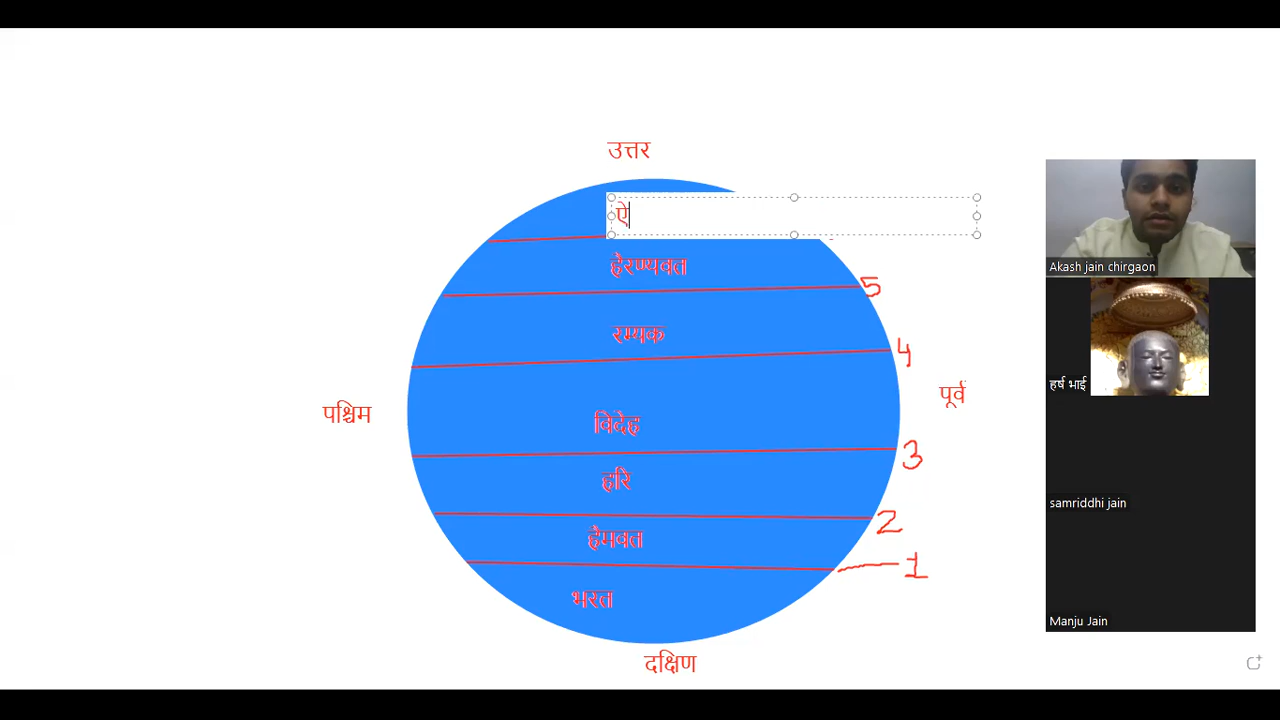 उत्तर
ऐ
हैरण्यवत
5
रम्यक
4
पश्चिम
पूर्व
विदेह
3
हरि
2
हैमवत
1
भरत
दक्षिण
Akash jain chirgaon
हर्ष भाई
samriddhi jain
Manju Jain